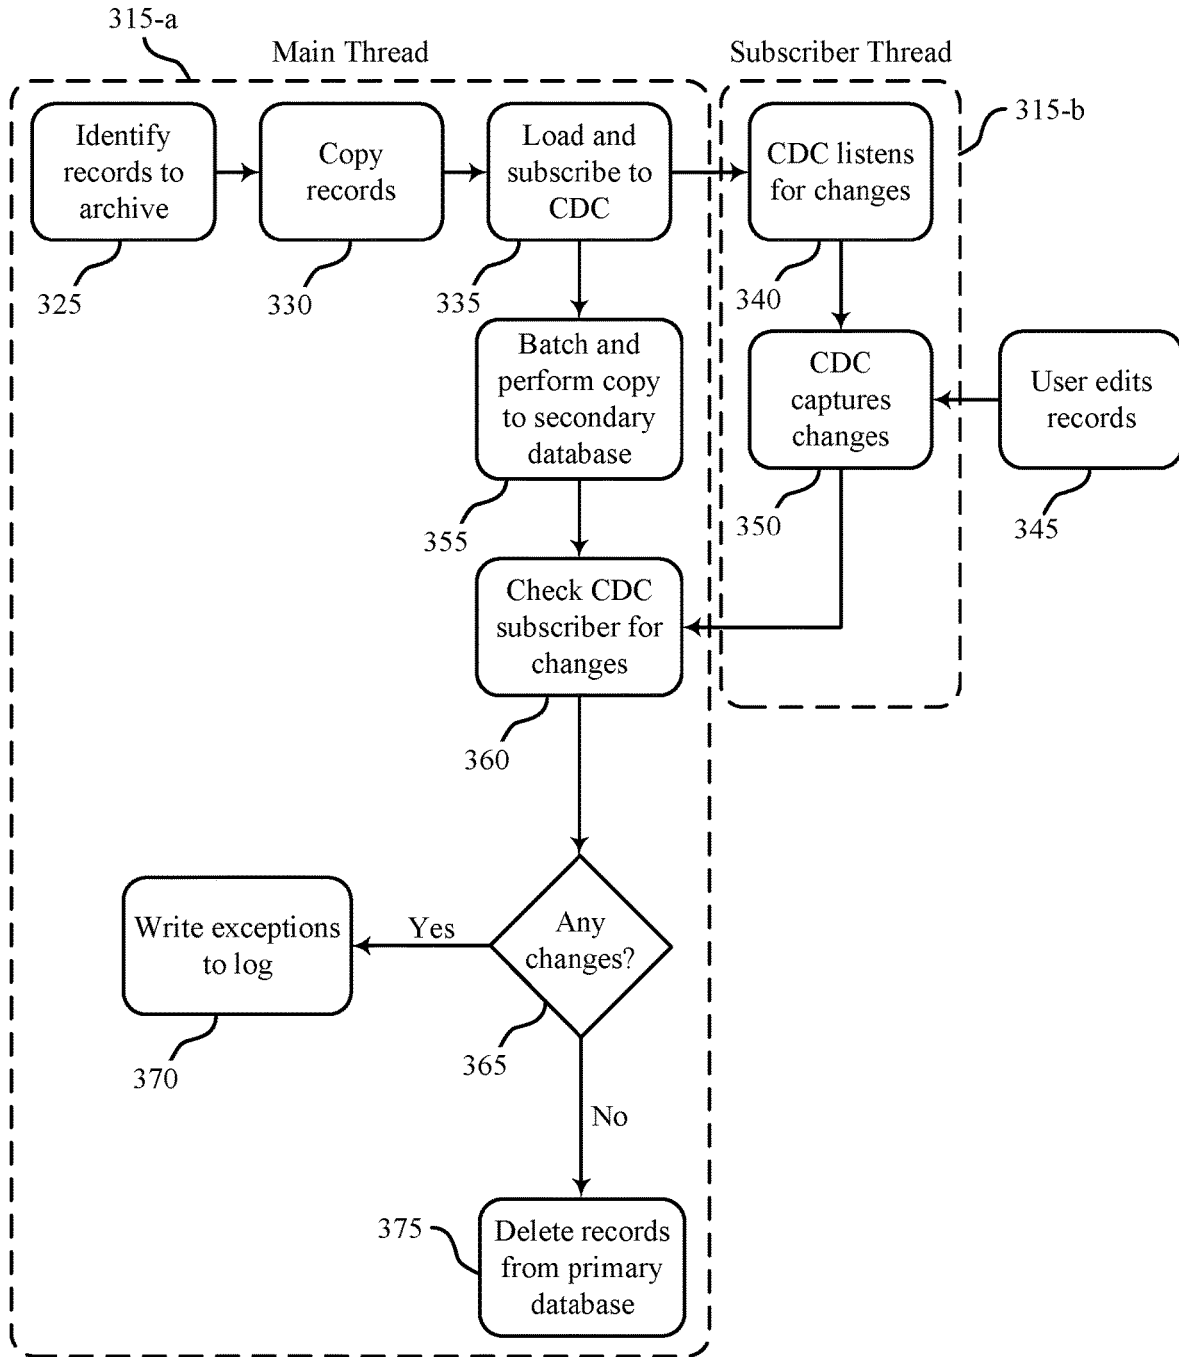 315-a
Main Thread
Subscriber Thread
315-b
Identify
records to
archive
Copy
records
Load and
subscribe to
CDC
CDC listens
for changes
325
330
335
340
Batch and
perform copy
to secondary
database
CDC
captures
changes
User edits
records
355
350
345
Check CDC
subscriber for
changes
360
Write exceptions
to log
Yes
Any
changes?
370
365
No
375
Delete records
from primary
database